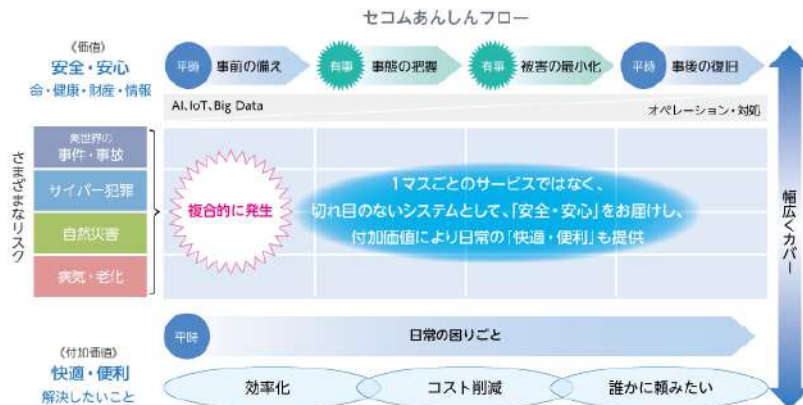 セコムあんしんフロー
《価値》
安全・安心
命・健康・財産・情報
平時 事前の備え
有事 事態の把握
有事 被害の最小化
平時 事後の復旧
AI、IoT、Big Data
オペレーション・対処
さまざまなリスク
実世界の
事件・事故
サイバー犯罪
自然災害
病気・老化
複合的に発生
1マスごとのサービスではなく、
切れ目のないシステムとして、「安全・安心」をお届けし、
付加価値により日常の「快適・便利」も提供
幅広くカバー
平時 日常の困りごと
《付加価値》
快適・便利
解決したいこと
効率化
コスト削減
誰かに頼みたい